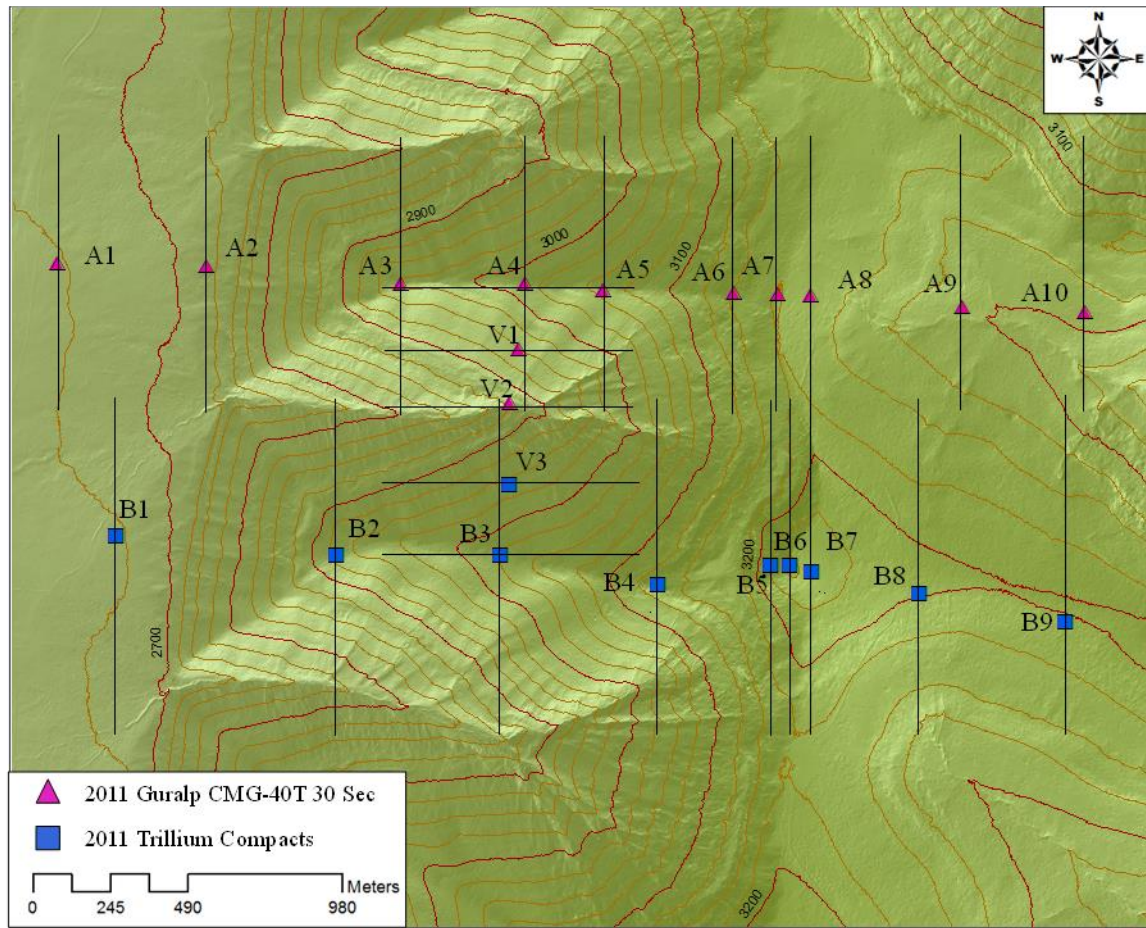 N
W E
S
3100
2900
3000
3100
A1
A2
A3
A4
A5
A6
A7
A8
A9
A10
V1
V2
V3
B1
B2
B3
B4
B5
B6
B7
B8
B9
3200
2700
3200
2011 Guralp CMG-40T 30 Sec
2011 Trillium Compacts
Meters
0 245 490 980